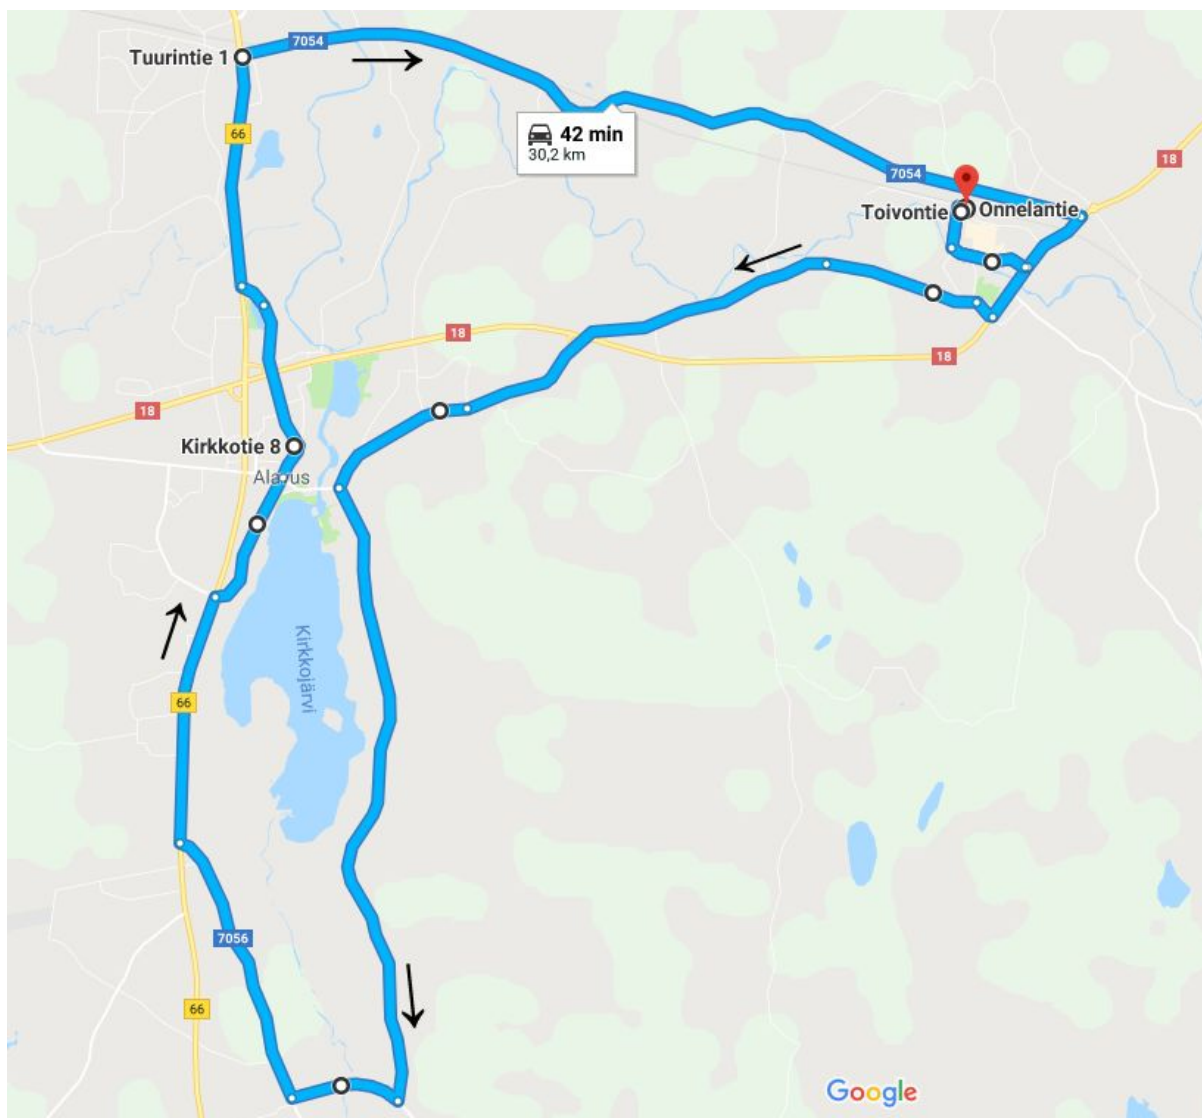 Tuurintie 1
7054
66
42 min
30,2 km
18
7054
Toivontie
Onnelantie
18
18
18
Kirkkotie 8
Alavus
Kirkkojärvi
66
7056
66
Google